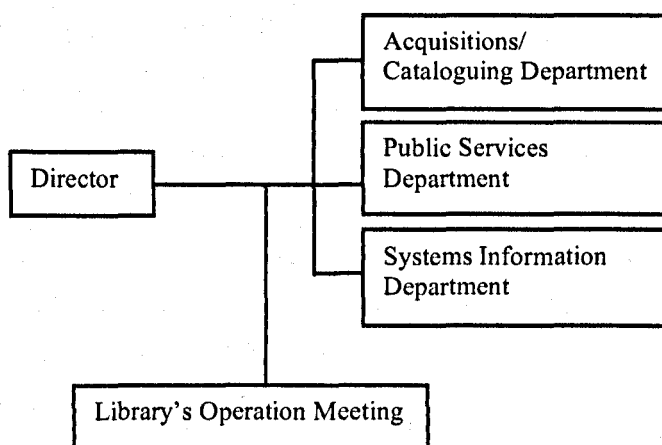 Acquisitions/
Cataloguing Department
Director
Public Services
Department
Systems Information
Department
Library's Operation Meeting